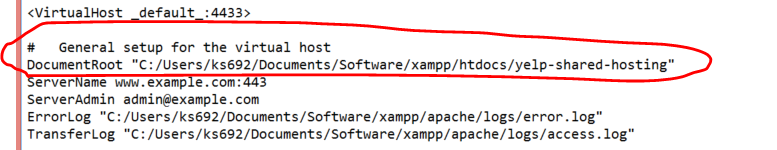 <VirtualHost _default_:4433>
#   General setup for the virtual host
DocumentRoot "C:/Users/ks692/Documents/Software/xampp/htdocs/yelp-shared-hosting"
ServerName www.example.com:443
ServerAdmin admin@example.com
ErrorLog "C:/Users/ks692/Documents/Software/xampp/apache/logs/error.log"
TransferLog "C:/Users/ks692/Documents/Software/xampp/apache/logs/access.log"